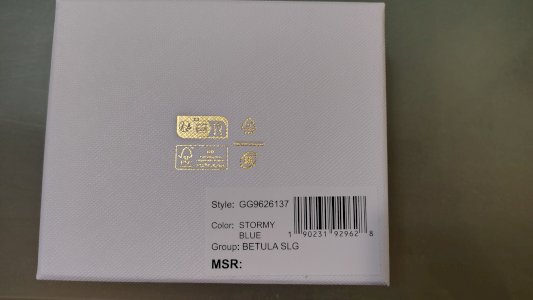 Style: GG9626137
Color: STORMY
BLUE
1 90231 92962 8
Group: BETULA SLG
MSR: